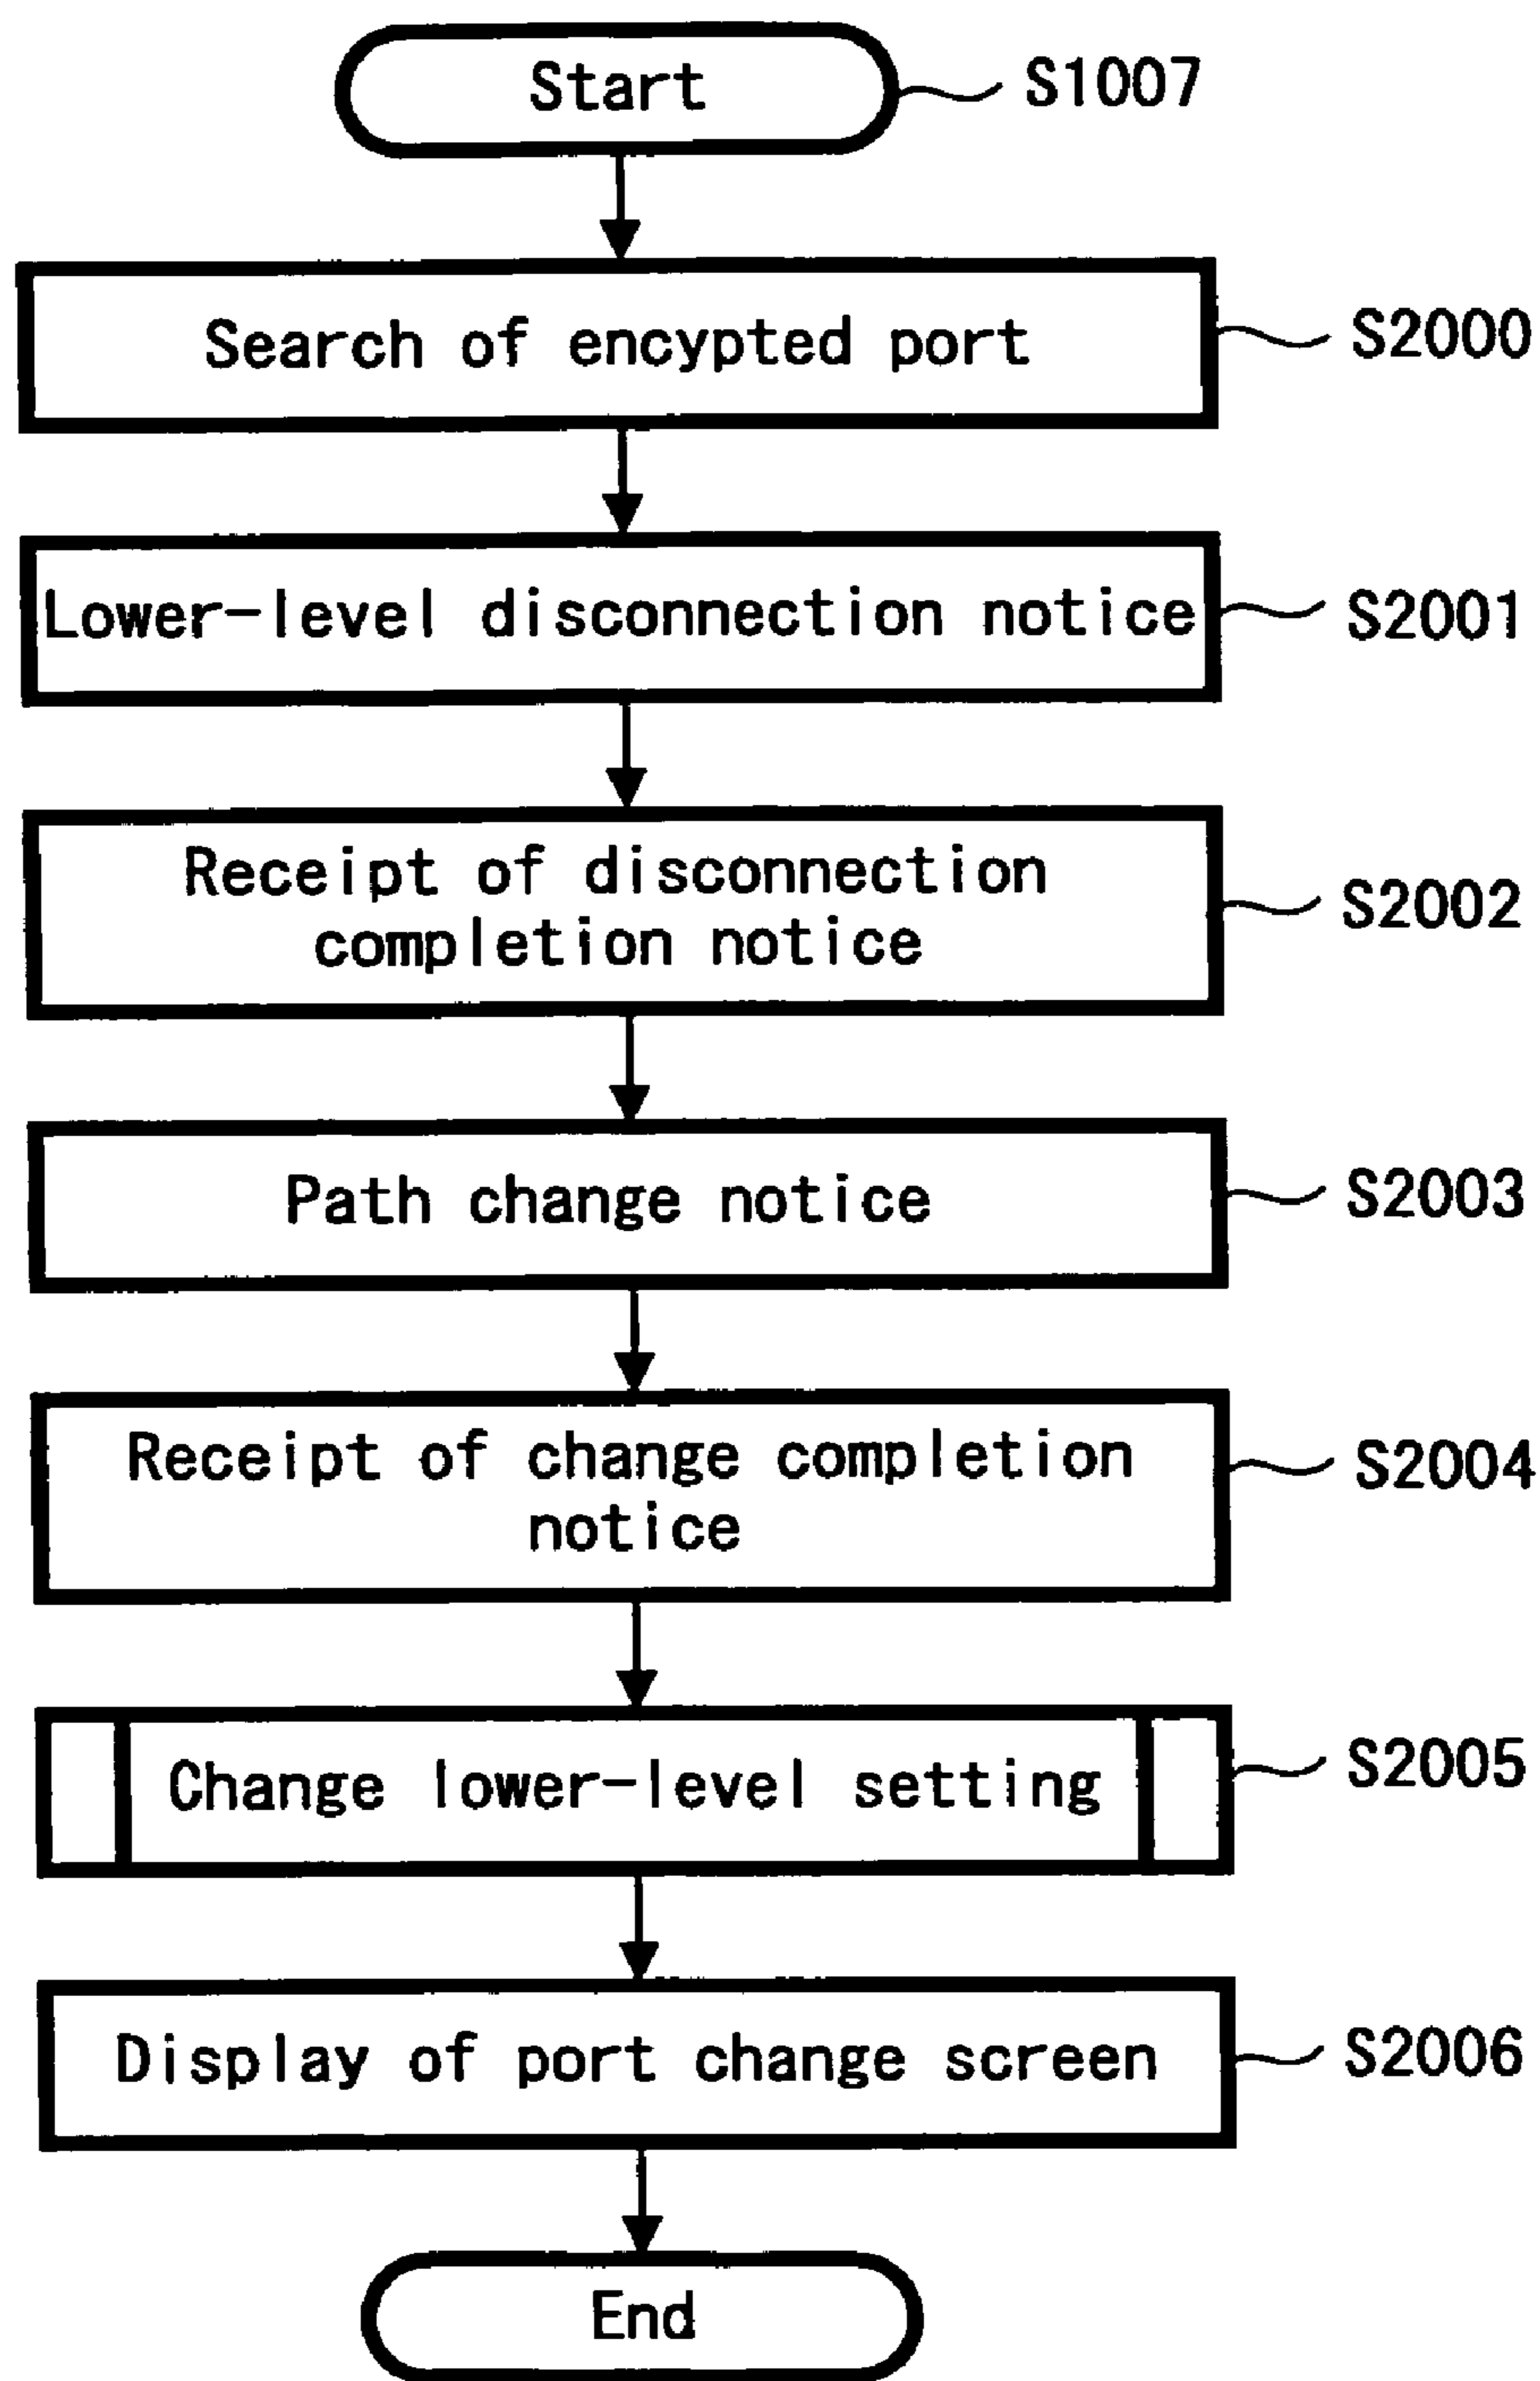 Start
S1007
Search of encypted port
S2000
Lower-level disconnection notice
S2001
Receipt of disconnection
completion notice
S2002
Path change notice
S2003
Receipt of change completion
notice
S2004
Change lower-level setting
S2005
Display of port change screen
S2006
End